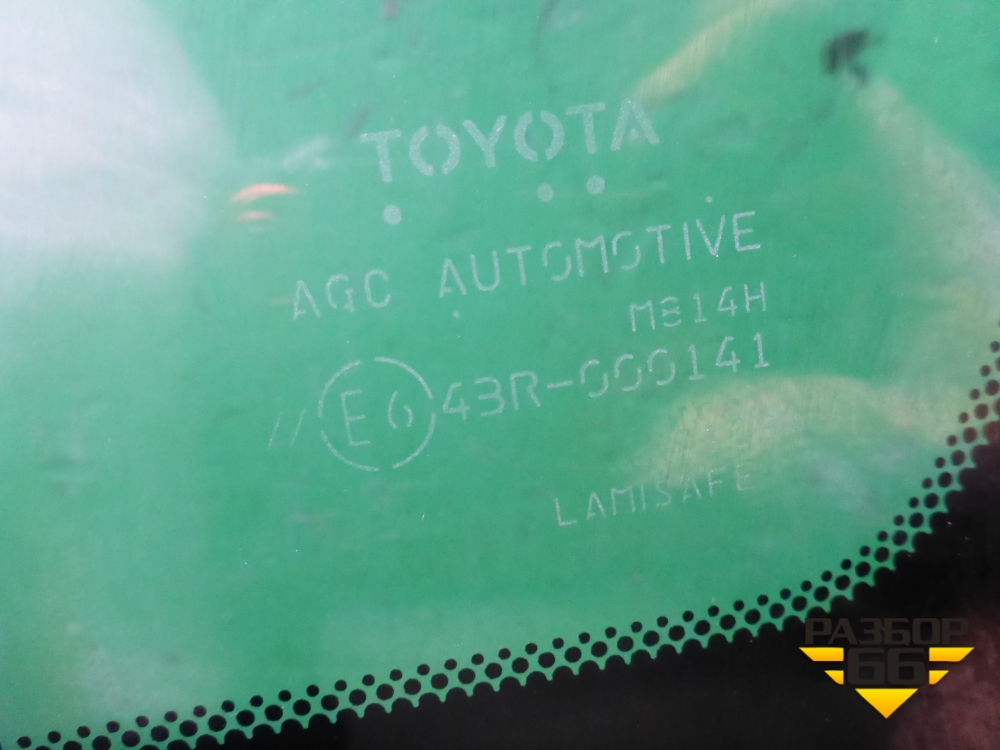 TOYOTA
AGC AUTOMOTIVE
M814H
// E6 43R-000141
LAMISAFE
РАЗБОР
66